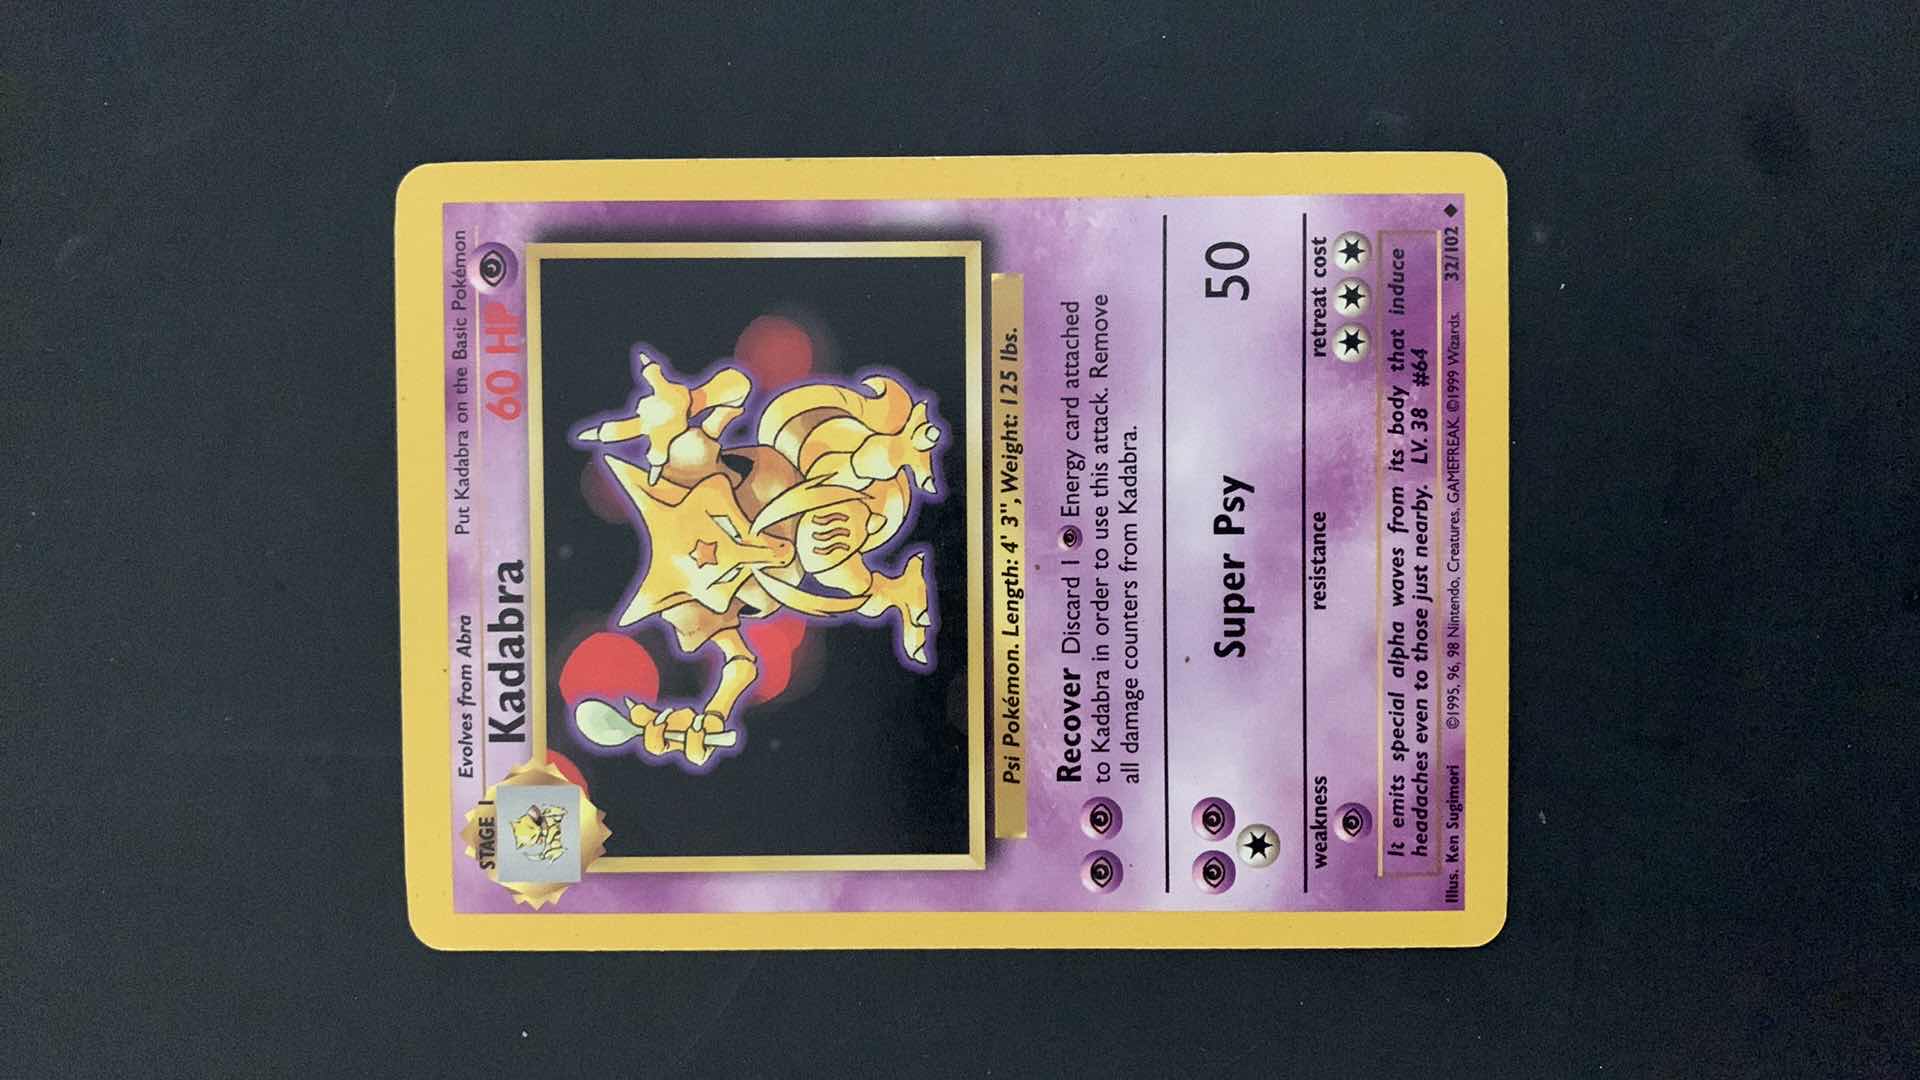 STAGE 1
Evolves from Abra
Put Kadabra on the Basic Pokémon
Kadabra
60 HP
Psi Pokémon. Length: 4' 3", Weight: 125 lbs.
Recover Discard 1 Energy card attached
to Kadabra in order to use this attack. Remove
all damage counters from Kadabra.
Super Psy
50
weakness
resistance
retreat cost
It emits special alpha waves from its body that induce
headaches even to those just nearby. LV. 38 #64
Illus. Ken Sugimori
©1995, 96, 98 Nintendo, Creatures, GAMEFREAK. ©1999 Wizards.
32/102